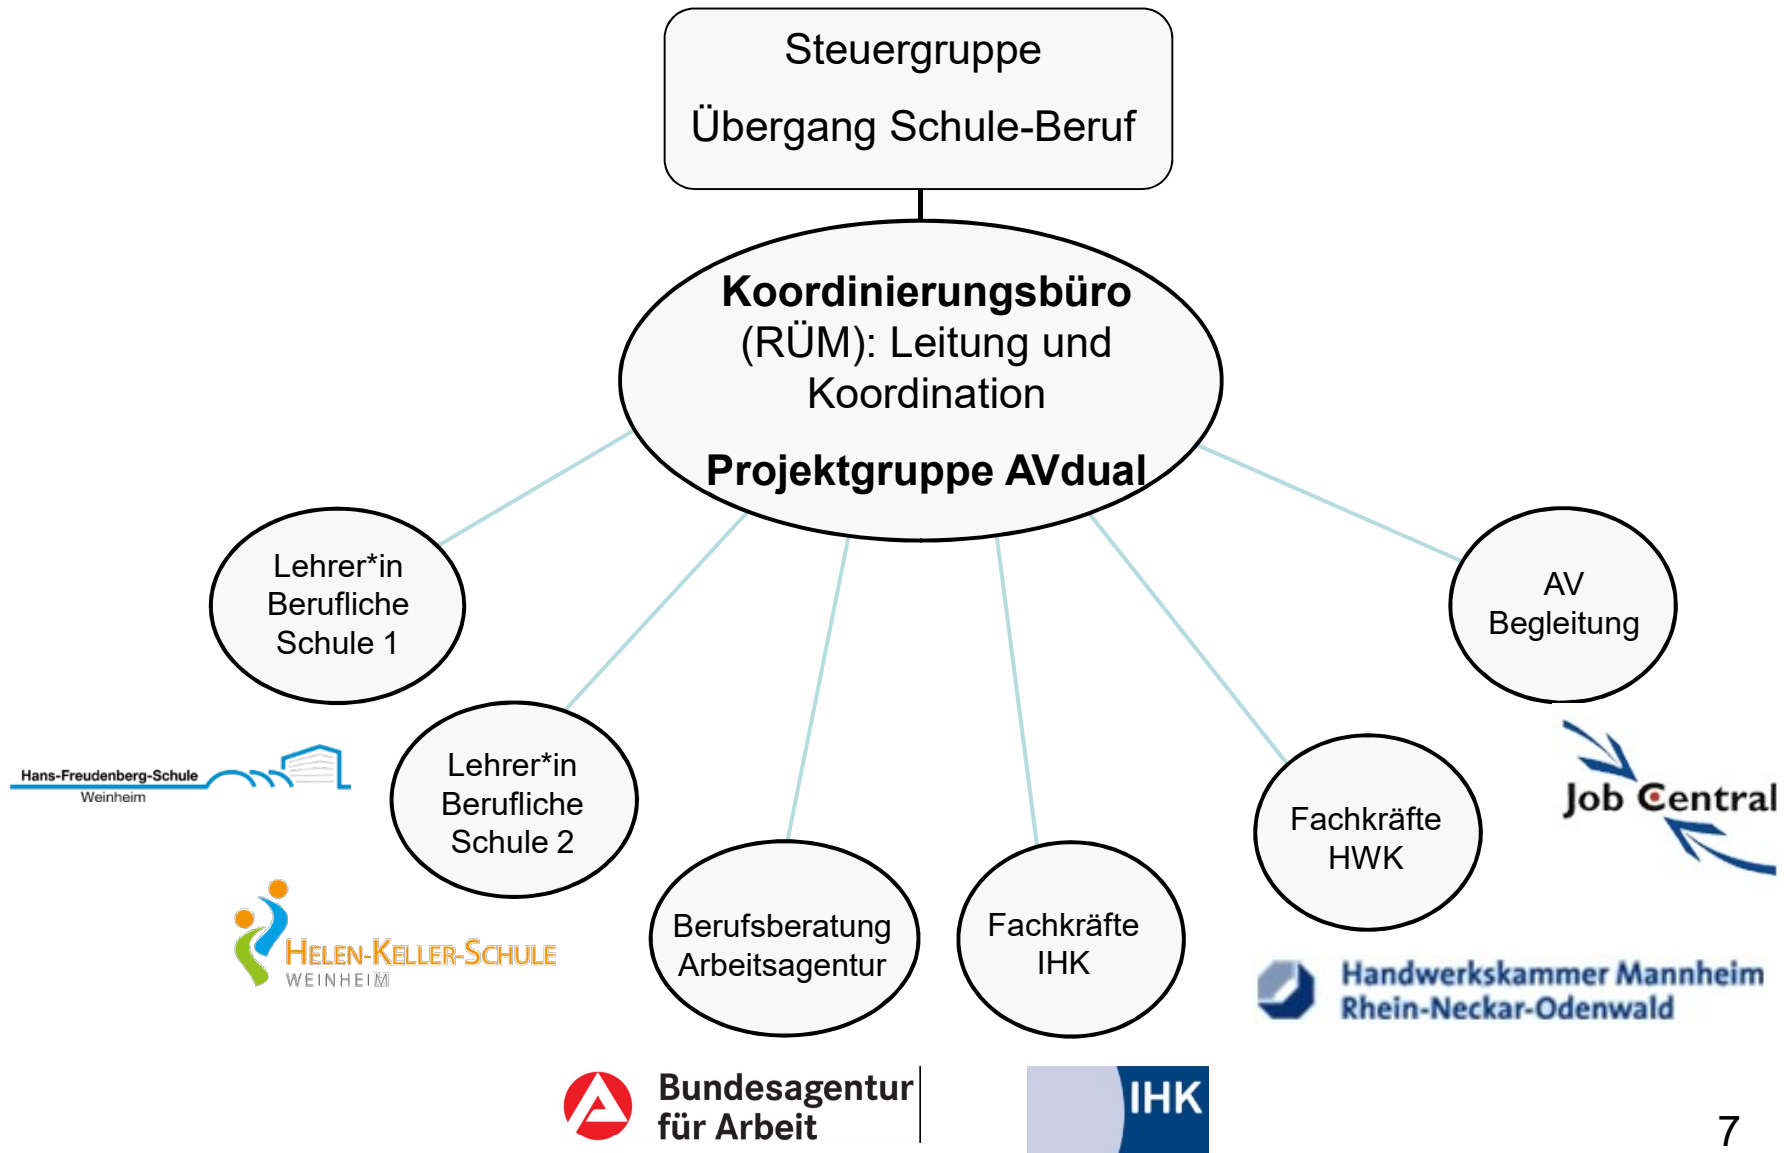 Steuergruppe
Übergang Schule-Beruf
Koordinierungsbüro
(RÜM): Leitung und
Koordination
Projektgruppe AVdual
Lehrer*in
Berufliche
Schule 1
Hans-Freudenberg-Schule
Weinheim
Lehrer*in
Berufliche
Schule 2
HELEN-KELLER-SCHULE
WEINHEIM
Berufsberatung
Arbeitsagentur
Bundesagentur
für Arbeit
Fachkräfte
IHK
IHK
Fachkräfte
HWK
Handwerkskammer Mannheim
Rhein-Neckar-Odenwald
AV
Begleitung
Job Central
7